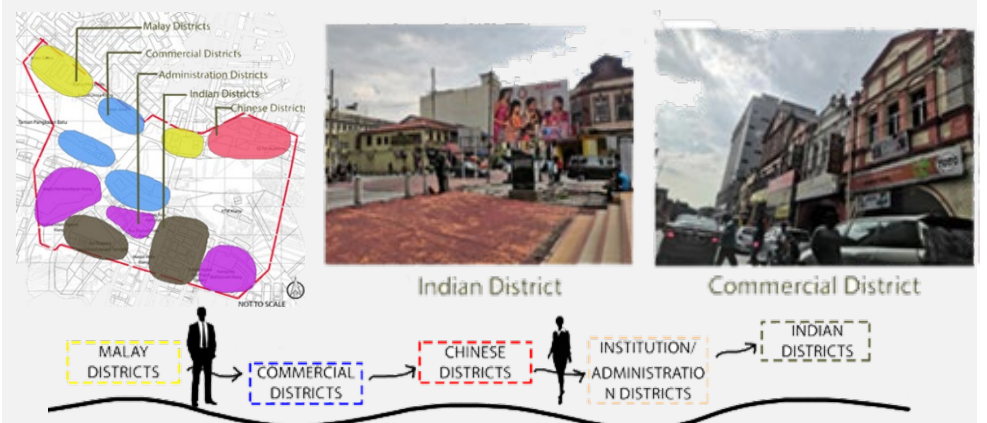 Malay Districts
Commercial Districts
Administration Districts
Indian Districts
Chinese Districts
NOT TO SCALE
TOTO
Indian District
Commercial District
MALAY
DISTRICTS
COMMERCIAL
DISTRICTS
CHINESE
DISTRICTS
INSTITUTION/
ADMINISTRATIO
N DISTRICTS
INDIAN
DISTRICTS